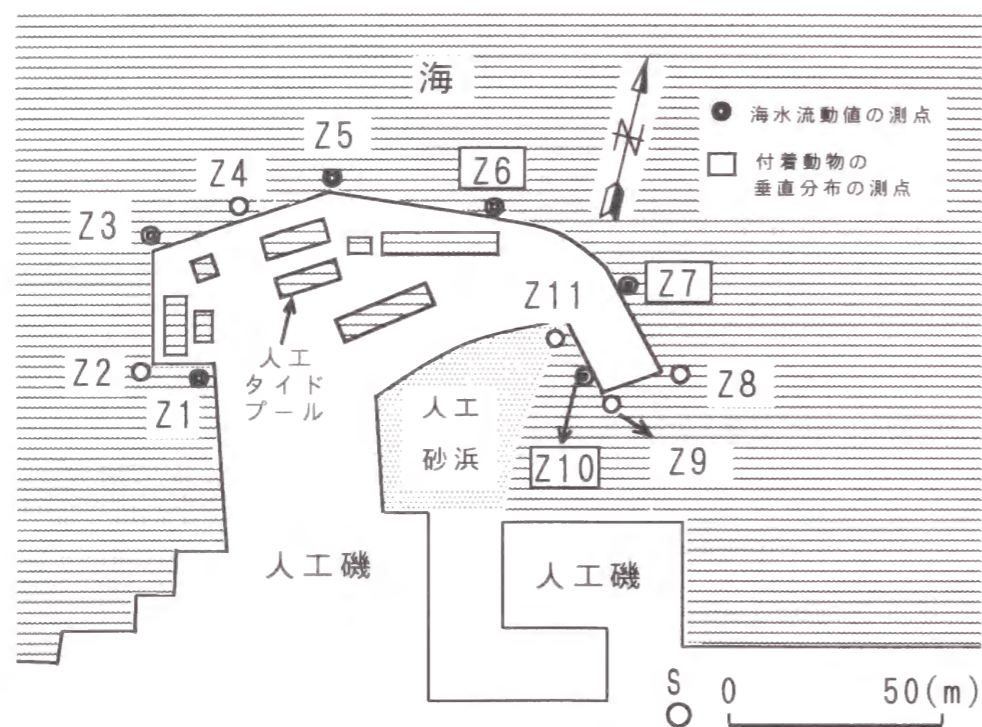 海
海水流動値の測点
付着動物の
垂直分布の測点
N
Z5
Z4
Z6
Z3
Z7
Z11
Z2
Z1
Z8
人工
タイド
プール
人工
砂浜
Z10
Z9
人工磯
人工磯
S
0
50(m)